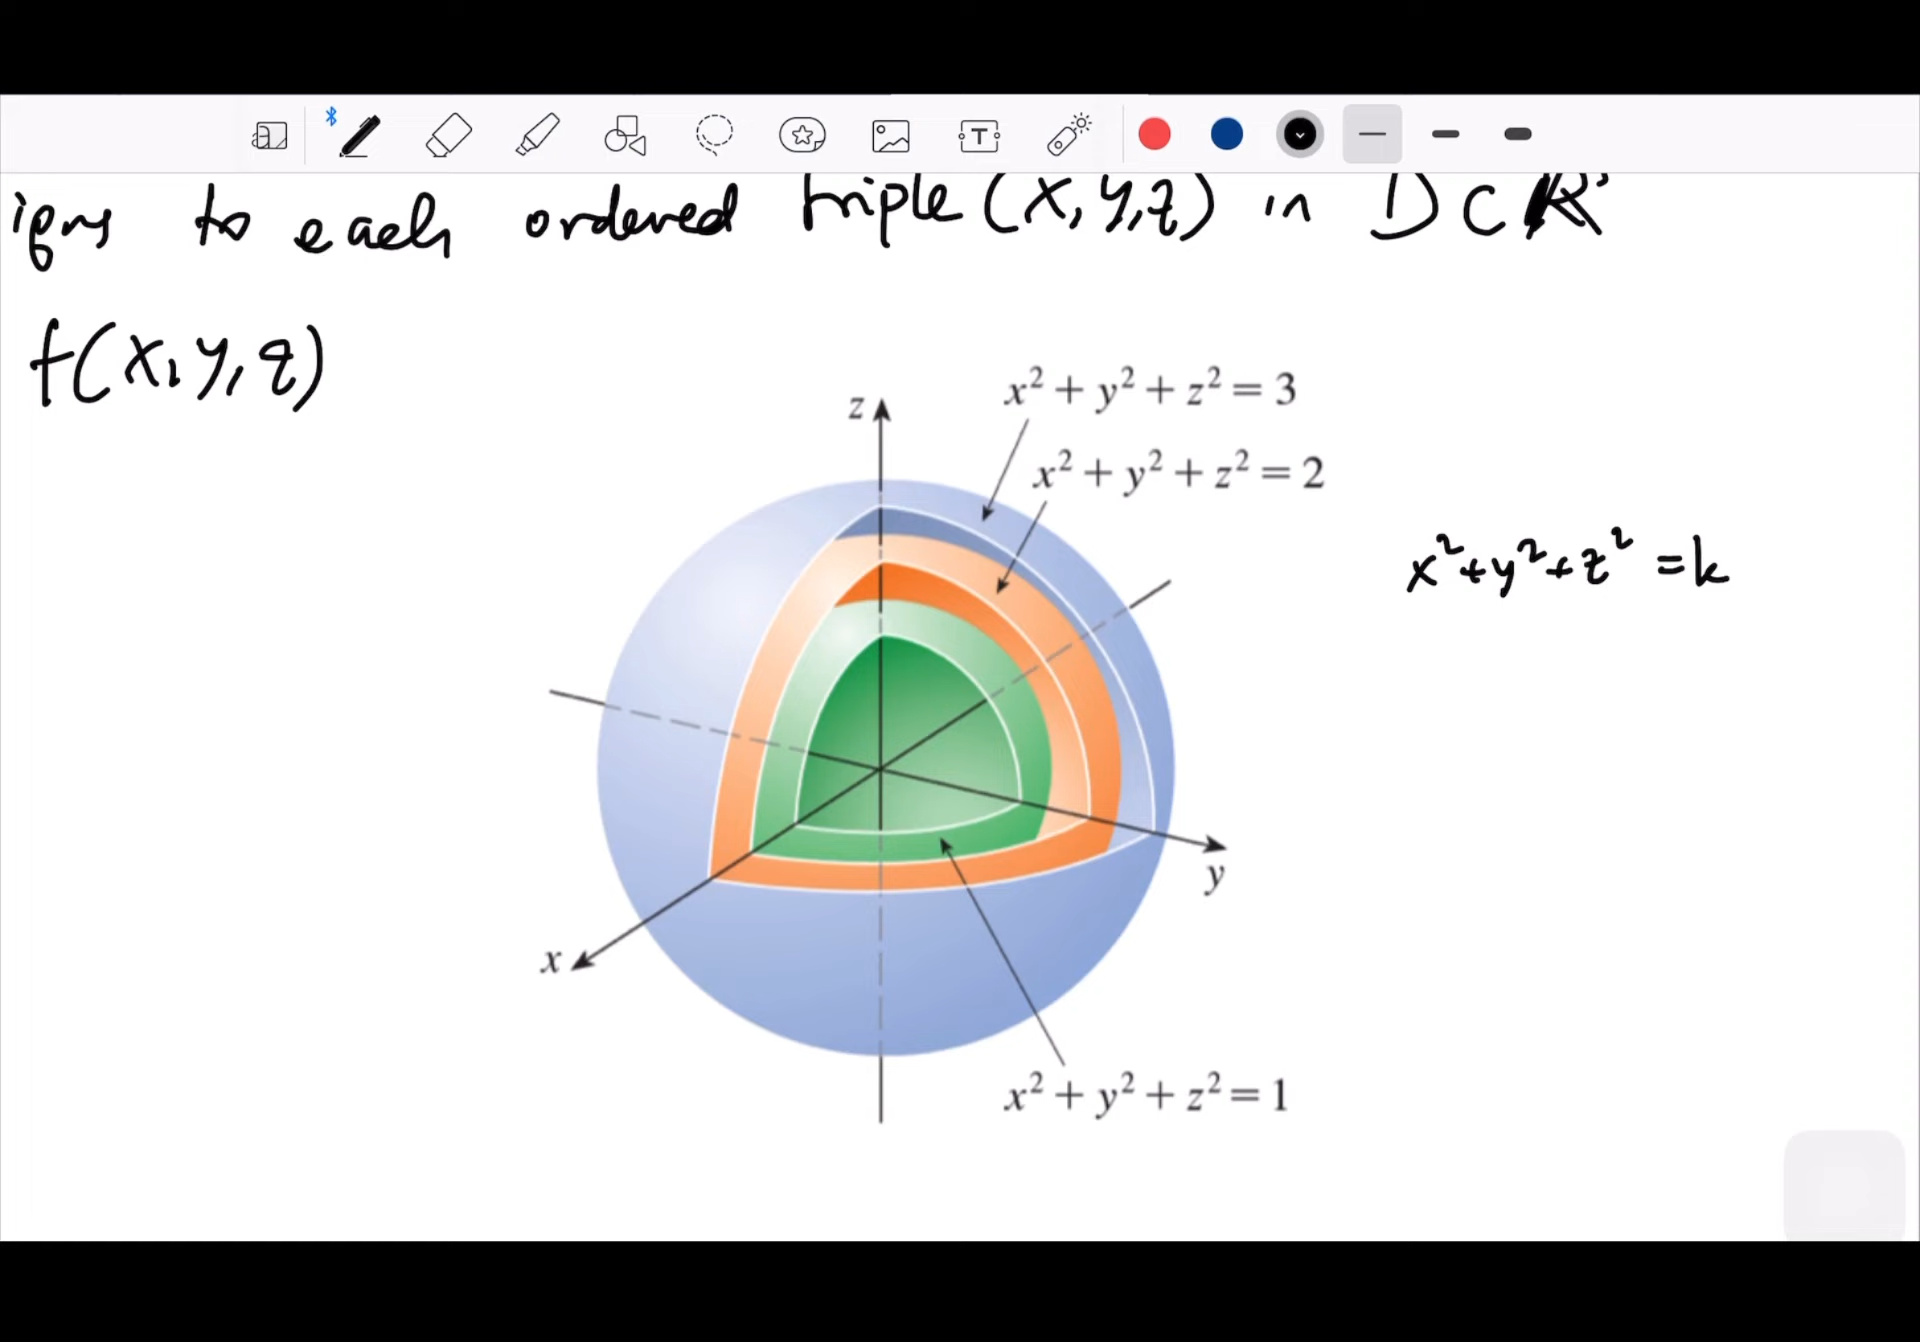 igns to each ordered triple (x, y, z) in D ⊂ R³
f(x, y, z)
x² + y² + z² = 3
z
x² + y² + z² = 2
x²+y²+z² = k
y
x
x² + y² + z² = 1